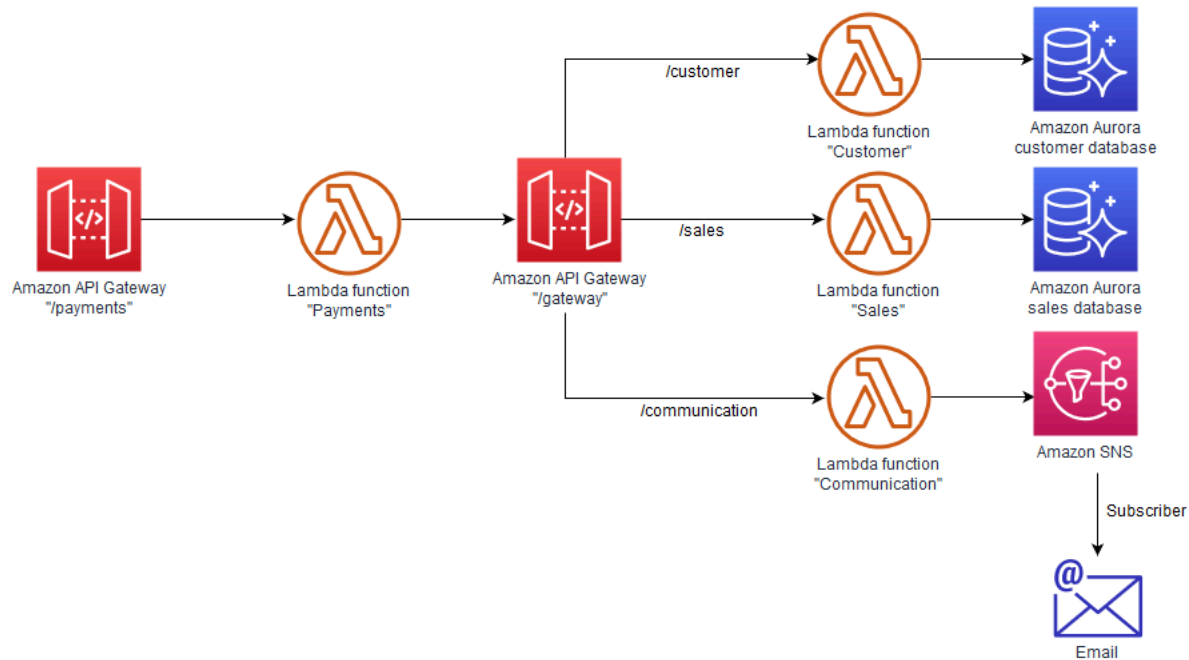 /customer
Lambda function
"Customer"
Amazon Aurora
customer database
Amazon API Gateway
"/payments"
Lambda function
"Payments"
Amazon API Gateway
"/gateway"
/sales
Lambda function
"Sales"
Amazon Aurora
sales database
/communication
Lambda function
"Communication"
Amazon SNS
Subscriber
@
Email